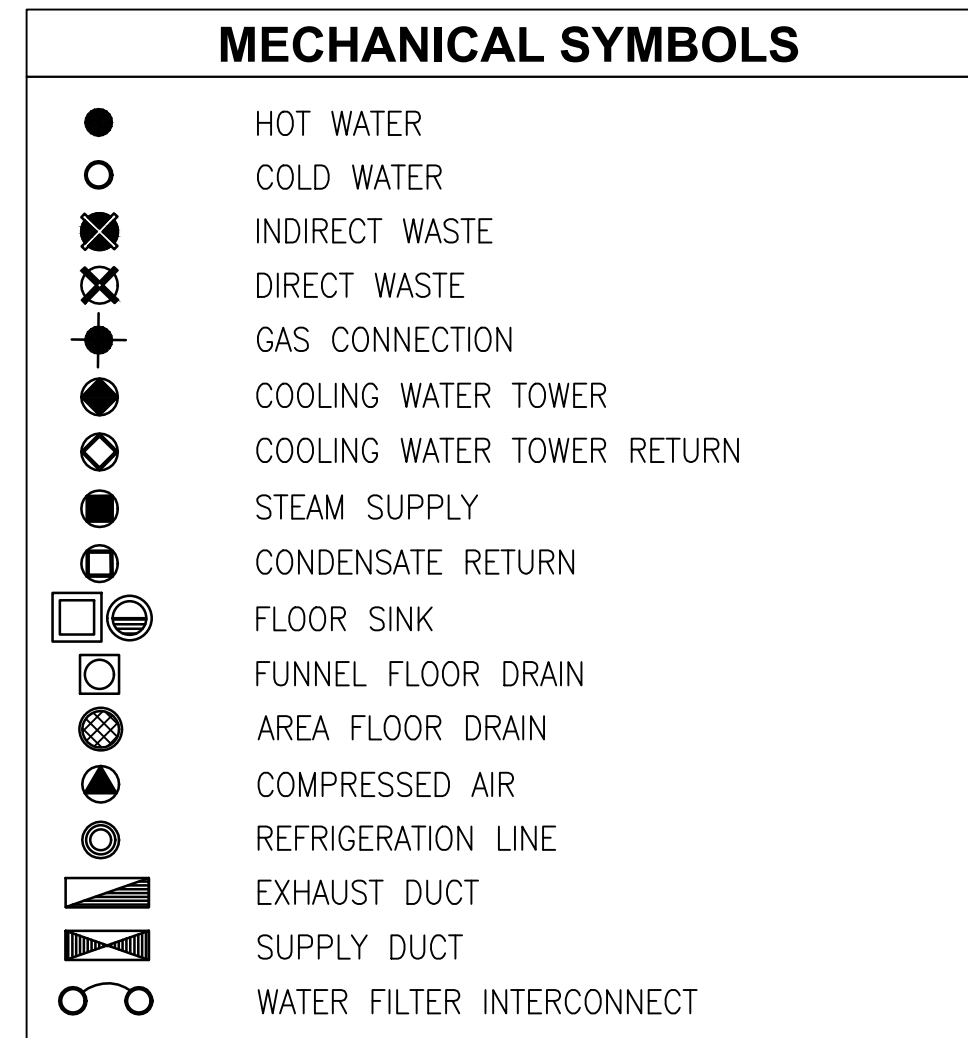 MECHANICAL SYMBOLS
HOT WATER
COLD WATER
INDIRECT WASTE
DIRECT WASTE
GAS CONNECTION
COOLING WATER TOWER
COOLING WATER TOWER RETURN
STEAM SUPPLY
CONDENSATE RETURN
FLOOR SINK
FUNNEL FLOOR DRAIN
AREA FLOOR DRAIN
COMPRESSED AIR
REFRIGERATION LINE
EXHAUST DUCT
SUPPLY DUCT
WATER FILTER INTERCONNECT